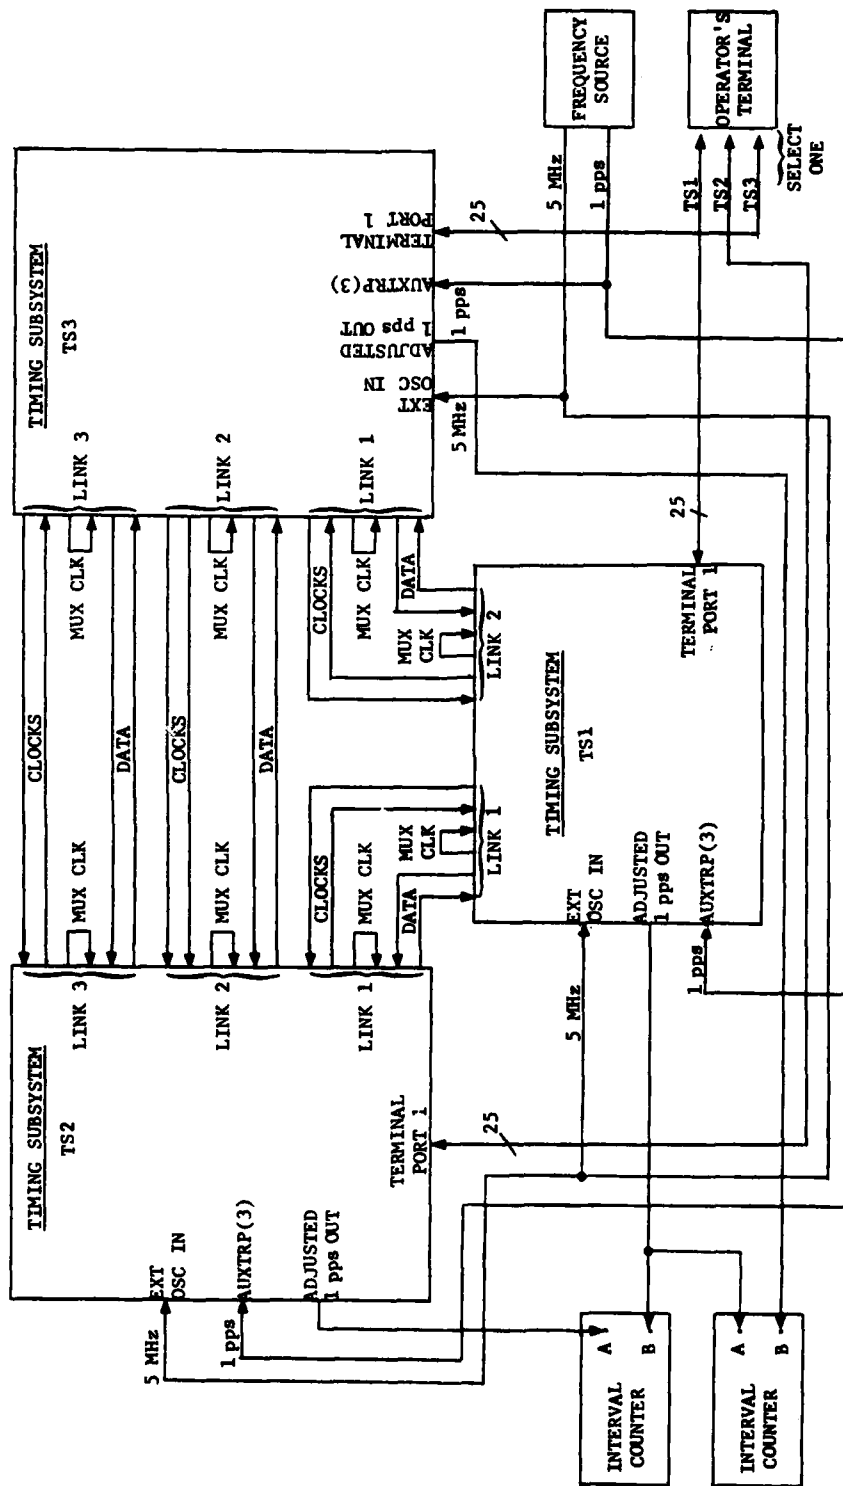 TIMING SUBSYSTEM
TS2
EXT
OSC IN
5 MHz
AUXTRP(3)
1 pps
ADJUSTED
1 pps OUT
TERMINAL
PORT 1
25
LINK 3
LINK 2
LINK 1
MUX CLK
MUX CLK
MUX CLK
CLOCKS
DATA
CLOCKS
DATA
CLOCKS
DATA
TIMING SUBSYSTEM
TS3
LINK 3
LINK 2
LINK 1
MUX CLK
MUX CLK
MUX CLK
CLOCKS
DATA
EXT
OSC IN
5 MHz
ADJUSTED
1 pps OUT
1 pps
AUXTRP(3)
TERMINAL
PORT 1
25
TIMING SUBSYSTEM
TS1
LINK 1
MUX
CLK
LINK 2
MUX
CLK
EXT
OSC IN
5 MHz
ADJUSTED
1 pps OUT
AUXTRP(3)
1 pps
TERMINAL
PORT 1
25
FREQUENCY
SOURCE
5 MHz
1 pps
OPERATOR'S
TERMINAL
TS1
TS2
TS3
SELECT
ONE
INTERVAL
COUNTER
A
B
INTERVAL
COUNTER
A
B